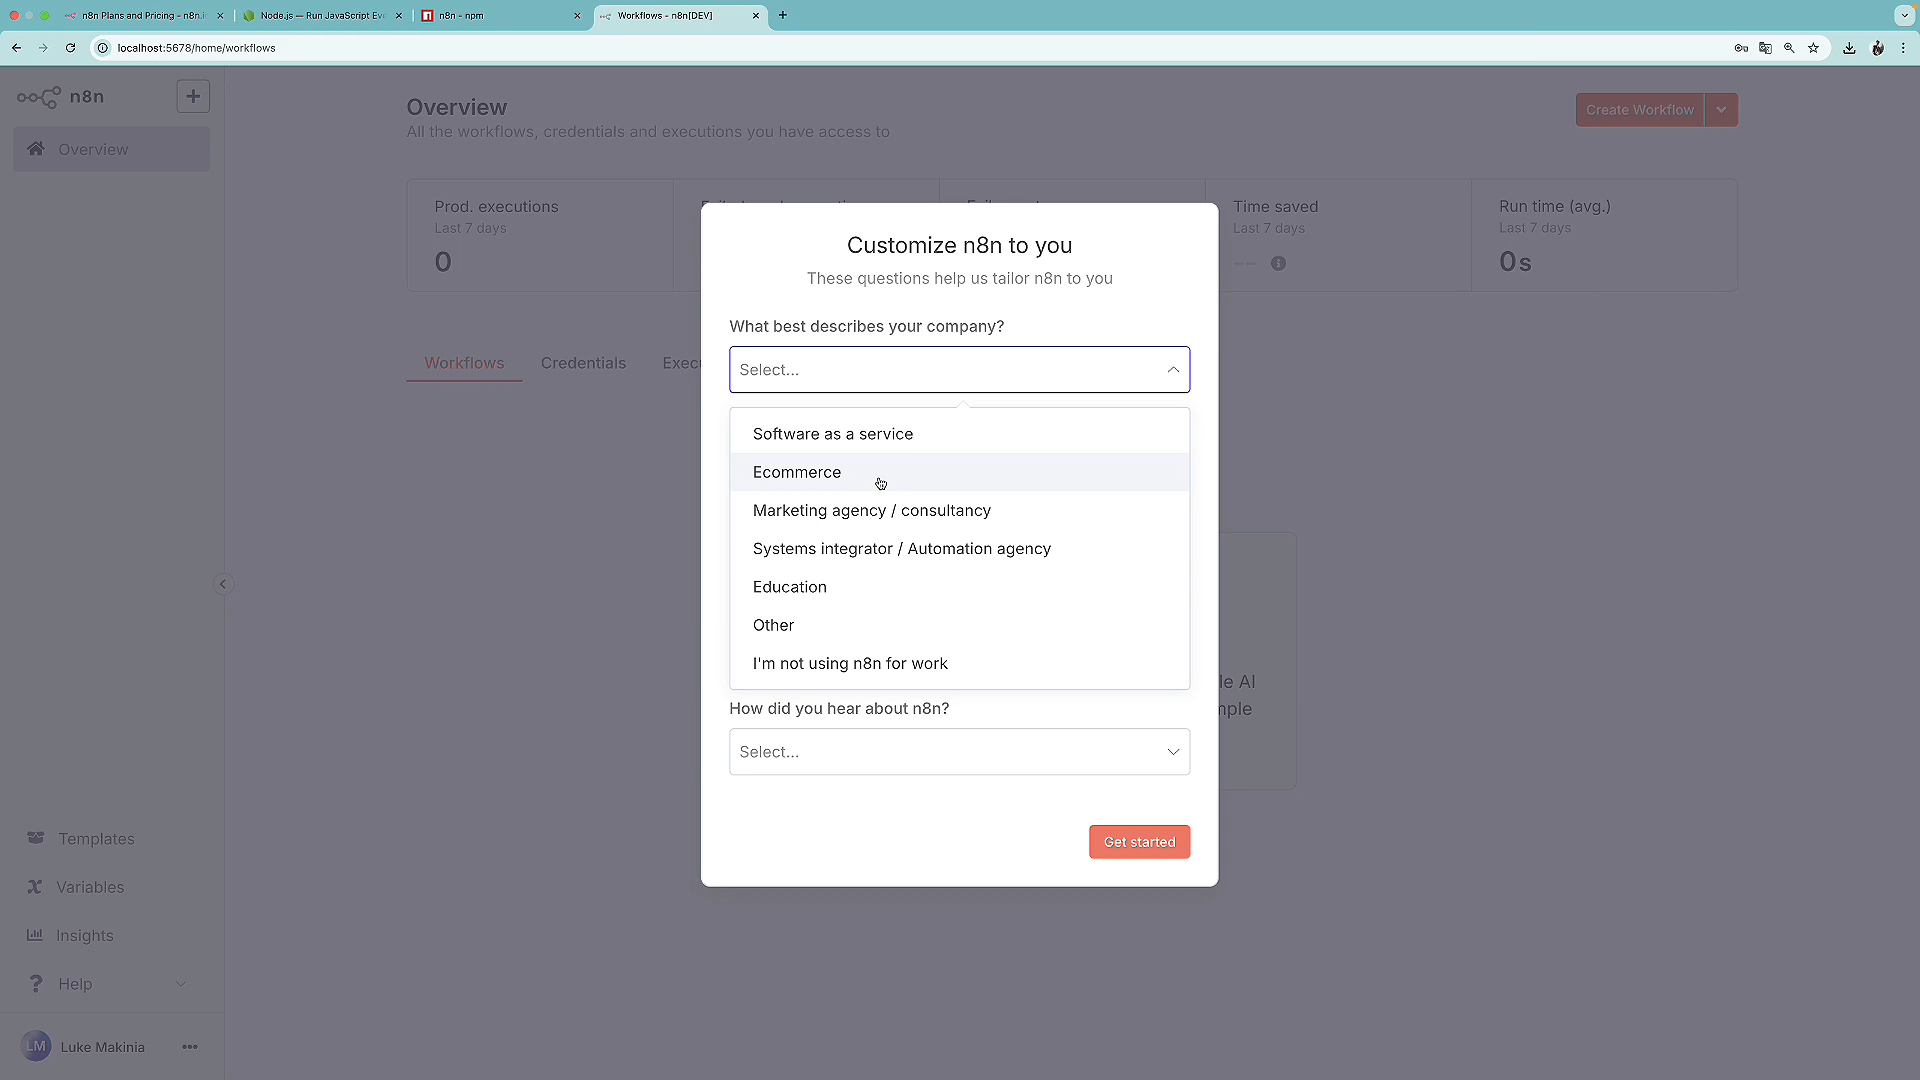 n8n Plans and Pricing - n8n.i
Node.js — Run JavaScript Eve
n8n - npm
Workflows - n8n[DEV]
localhost:5678/home/workflows
n8n
Overview
Overview
All the workflows, credentials and executions you have access to
Create Workflow
Prod. executions
Last 7 days
0
Time saved
Last 7 days
--
Run time (avg.)
Last 7 days
0s
Workflows
Credentials
Exec
Customize n8n to you
These questions help us tailor n8n to you
What best describes your company?
Select...
Software as a service
Ecommerce
Marketing agency / consultancy
Systems integrator / Automation agency
Education
Other
I'm not using n8n for work
How did you hear about n8n?
Select...
Get started
le AI
mple
Templates
Variables
Insights
Help
LM
Luke Makinia